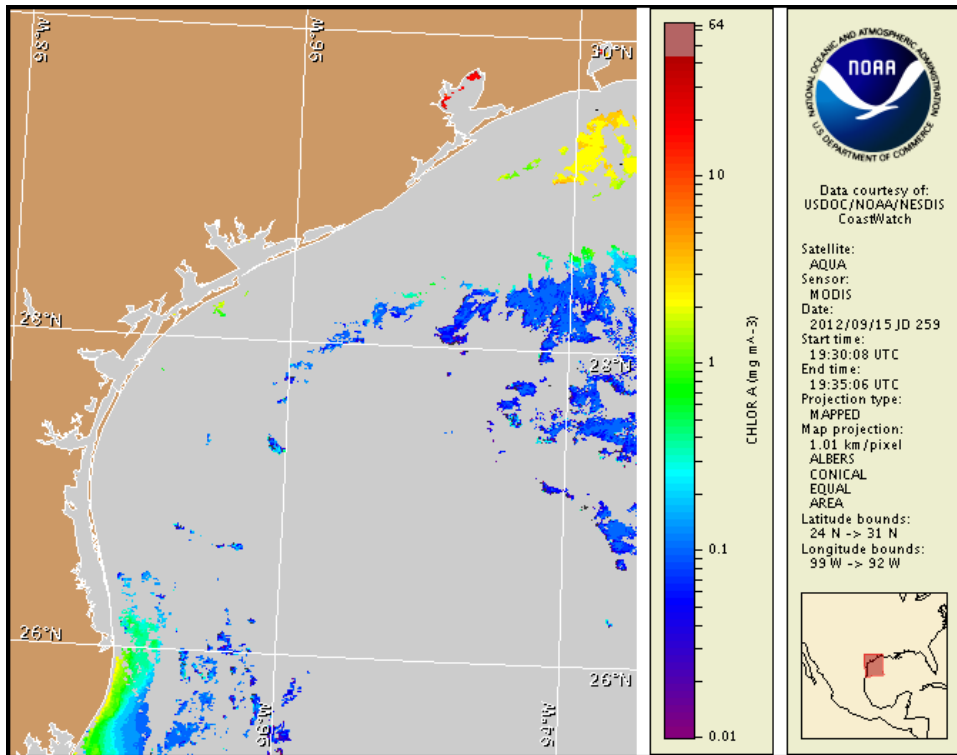 98°W
96°W
30°N
28°N
28°N
26°N
26°N
96°W
94°W
64
10
1
0.1
0.01
CHLOR A (mg m^-3)
NATIONAL OCEANIC AND ATMOSPHERIC ADMINISTRATION
NOAA
U.S. DEPARTMENT OF COMMERCE
Data courtesy of:
USDOC/NOAA/NESDIS
CoastWatch
Satellite:
AQUA
Sensor:
MODIS
Date:
2012/09/15 JD 259
Start time:
19:30:08 UTC
End time:
19:35:06 UTC
Projection type:
MAPPED
Map projection:
1.01 km/pixel
ALBERS
CONICAL
EQUAL
AREA
Latitude bounds:
24 N -> 31 N
Longitude bounds:
99 W -> 92 W